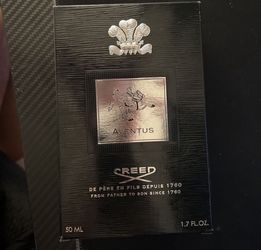 AVENTUS
CREED
DE PÈRE EN FILS DEPUIS 1760
FROM FATHER TO SON SINCE 1760
50 ML 1.7 FL.OZ.